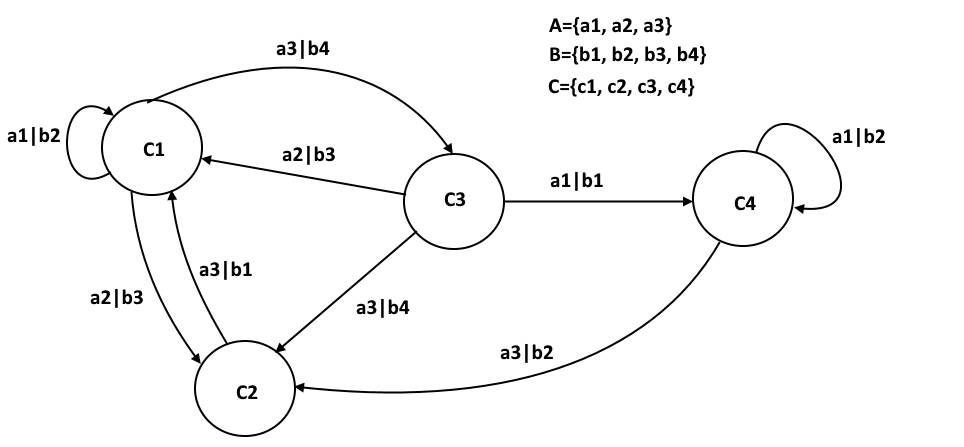 A={a1, a2, a3}
B={b1, b2, b3, b4}
C={c1, c2, c3, c4}
a3|b4
a1|b2
C1
a2|b3
a1|b1
C3
a1|b2
C4
a3|b1
a2|b3
a3|b4
a3|b2
C2